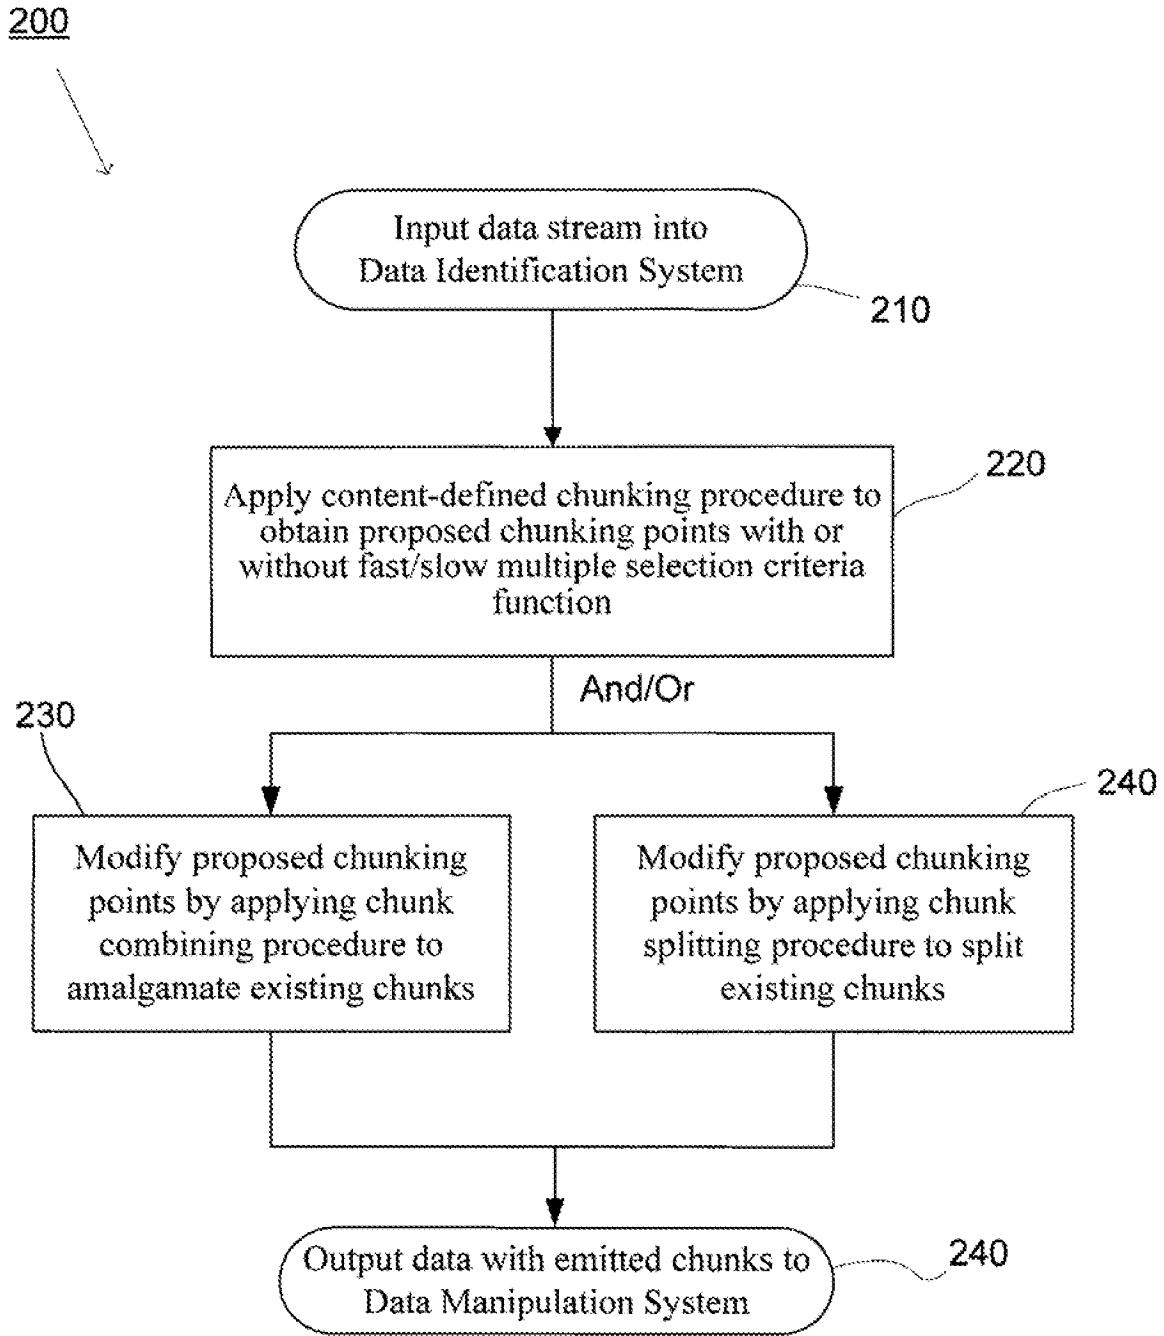 200
Input data stream into
Data Identification System
210
220
Apply content-defined chunking procedure to
obtain proposed chunking points with or
without fast/slow multiple selection criteria
function
And/Or
230
240
Modify proposed chunking
points by applying chunk
combining procedure to
amalgamate existing chunks
Modify proposed chunking
points by applying chunk
splitting procedure to split
existing chunks
Output data with emitted chunks to
Data Manipulation System
240